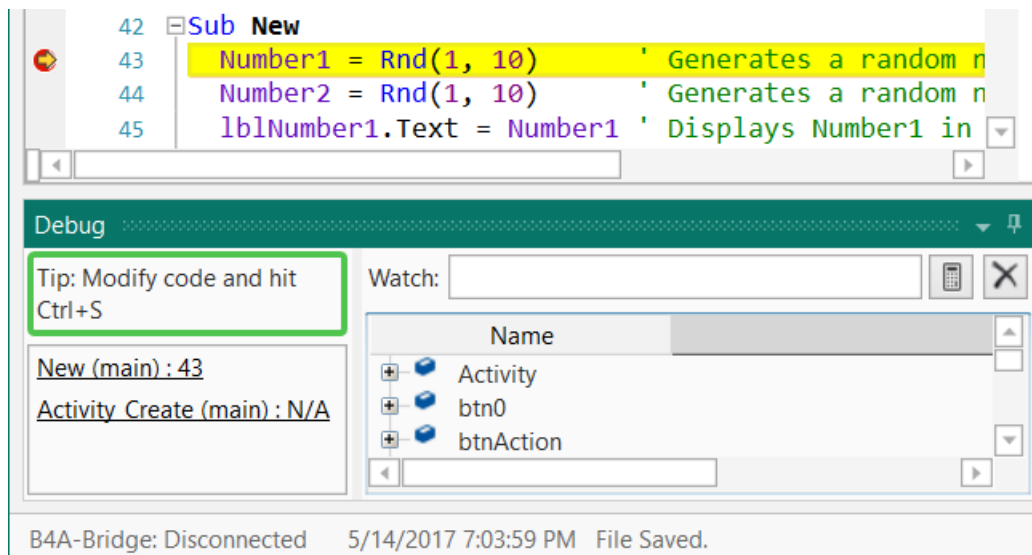 42 Sub New
43 Number1 = Rnd(1, 10) ' Generates a random n
44 Number2 = Rnd(1, 10) ' Generates a random n
45 lblNumber1.Text = Number1 ' Displays Number1 in
Debug
Tip: Modify code and hit
Ctrl+S
Watch:
Name
New (main) : 43
Activity_Create (main) : N/A
Activity
btn0
btnAction
B4A-Bridge: Disconnected 5/14/2017 7:03:59 PM File Saved.